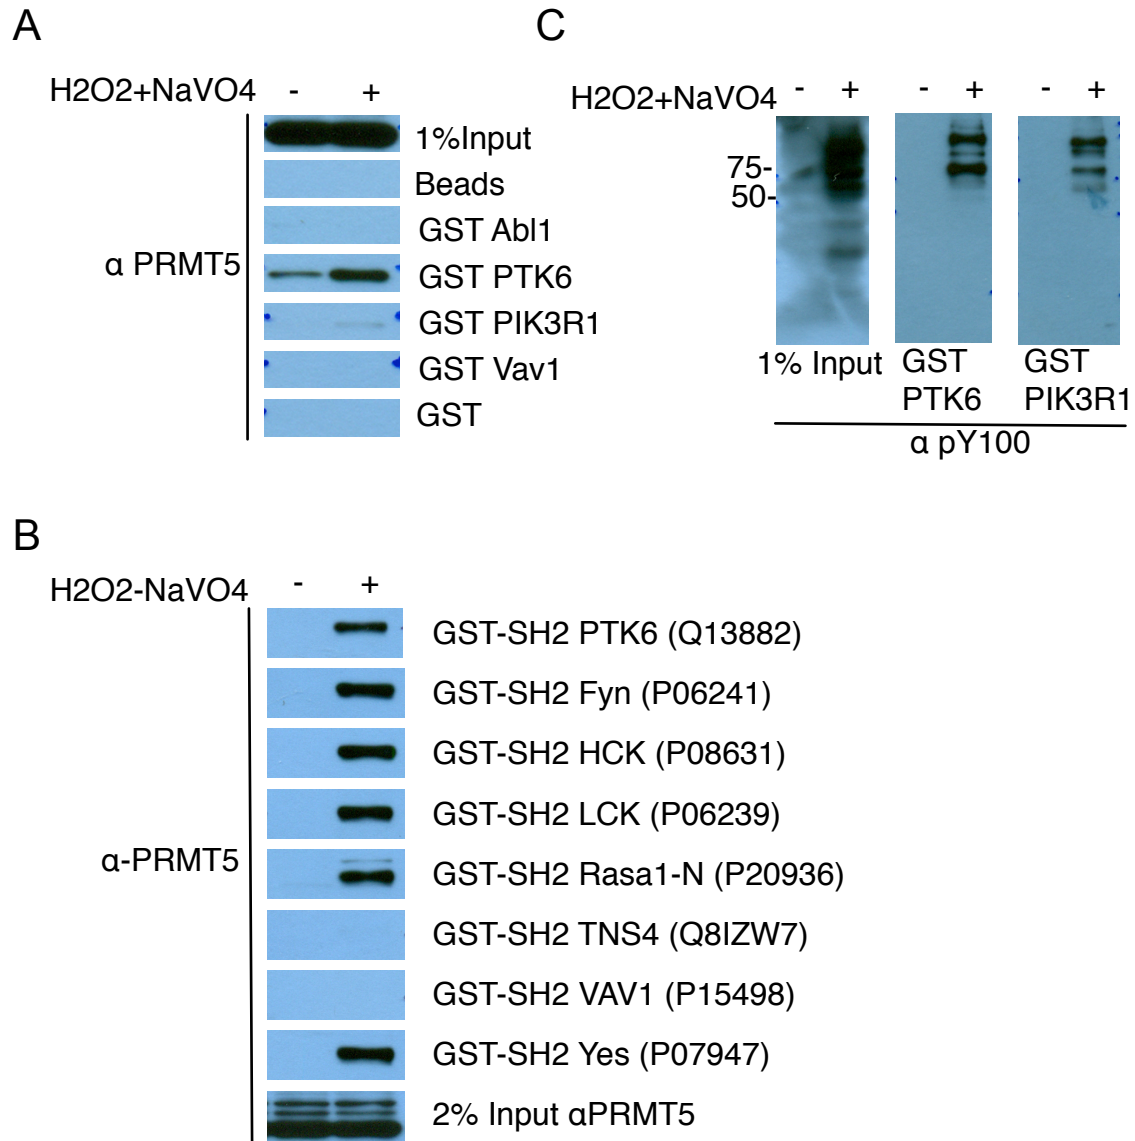 A
H2O2+NaVO4 - +
1%Input
Beads
GST Abl1
α PRMT5
GST PTK6
GST PIK3R1
GST Vav1
GST
C
H2O2+NaVO4 - + - + - +
75-
50-
1% Input
GST
PTK6
GST
PIK3R1
α pY100
B
H2O2-NaVO4 - +
GST-SH2 PTK6 (Q13882)
GST-SH2 Fyn (P06241)
GST-SH2 HCK (P08631)
GST-SH2 LCK (P06239)
α-PRMT5
GST-SH2 Rasa1-N (P20936)
GST-SH2 TNS4 (Q8IZW7)
GST-SH2 VAV1 (P15498)
GST-SH2 Yes (P07947)
2% Input αPRMT5